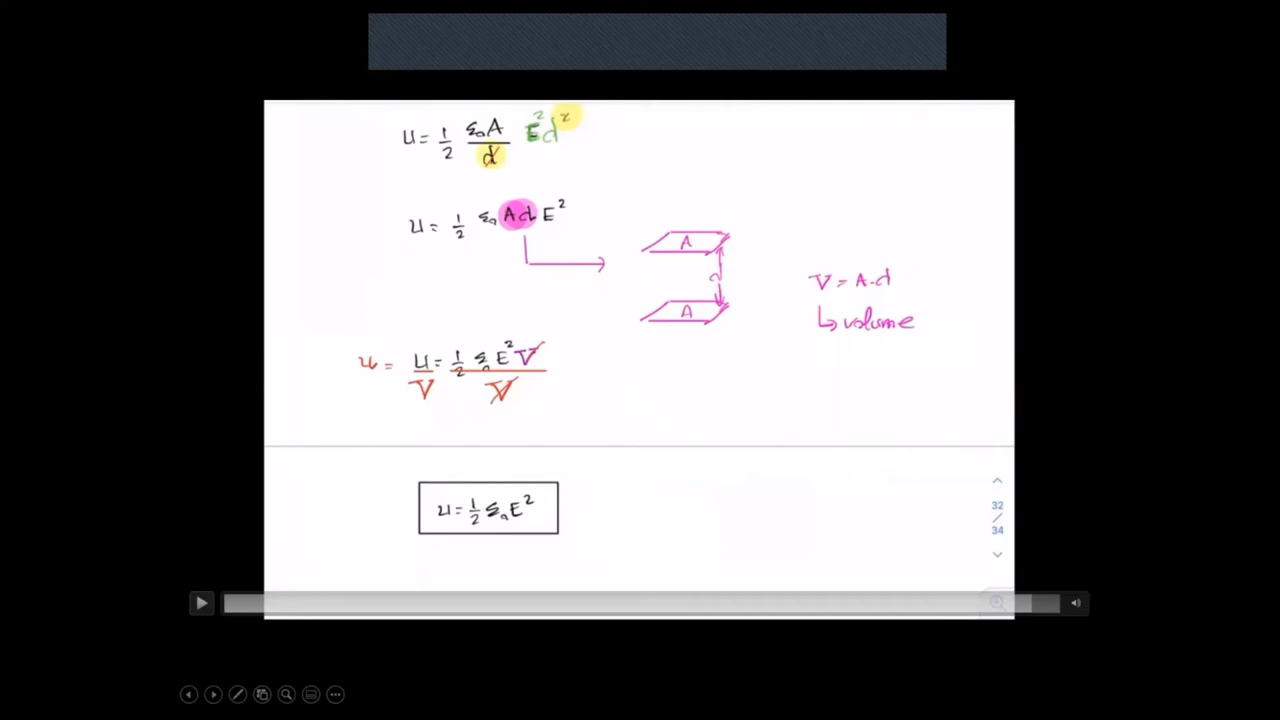 U = 1/2 ε₀A/d E²d²
U = 1/2 ε₀ Ad E²
A
A
V = A.d
↳ volume
u = U/V = 1/2 ε₀ E² V / V
u = 1/2 ε₀ E²
32
/
34